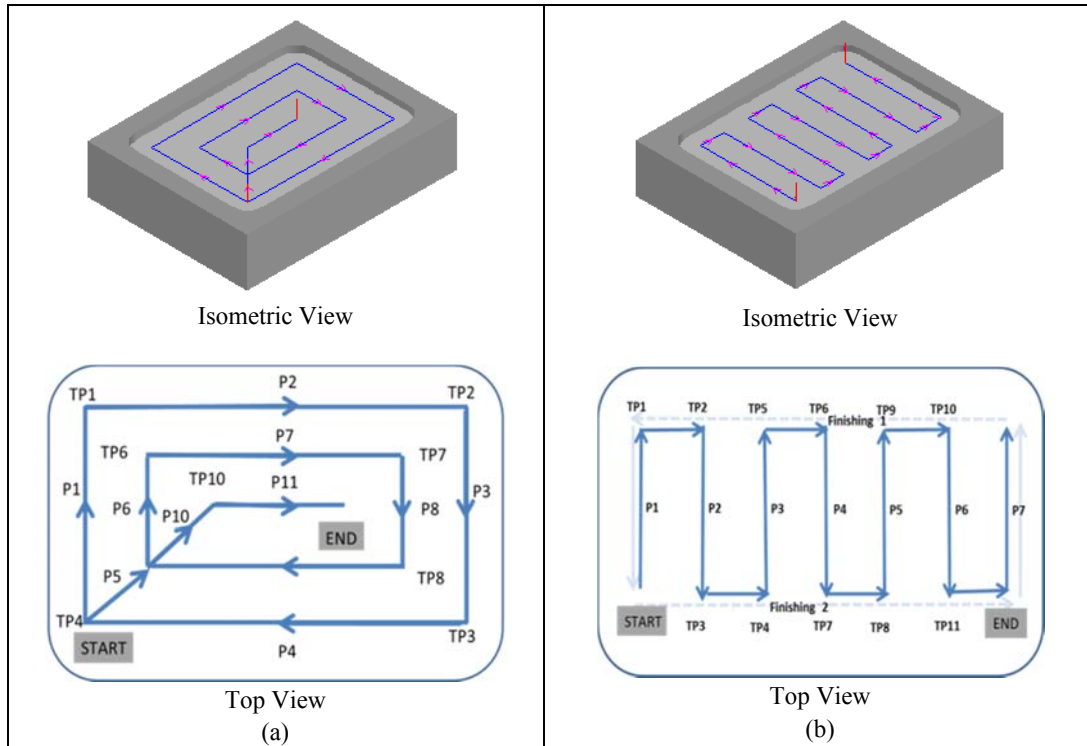 Isometric View
P2
TP1
TP2
P7
TP6
TP7
TP10
P11
P1
P3
P6
P8
P10
END
P5
TP8
TP4
TP3
START
P4
Top View
(a)
Isometric View
TP1 TP2 TP5 TP6 TP9 TP10
Finishing 1
P1 P2 P3 P4 P5 P6 P7
Finishing 2
START TP3 TP4 TP7 TP8 TP11 END
Top View
(b)